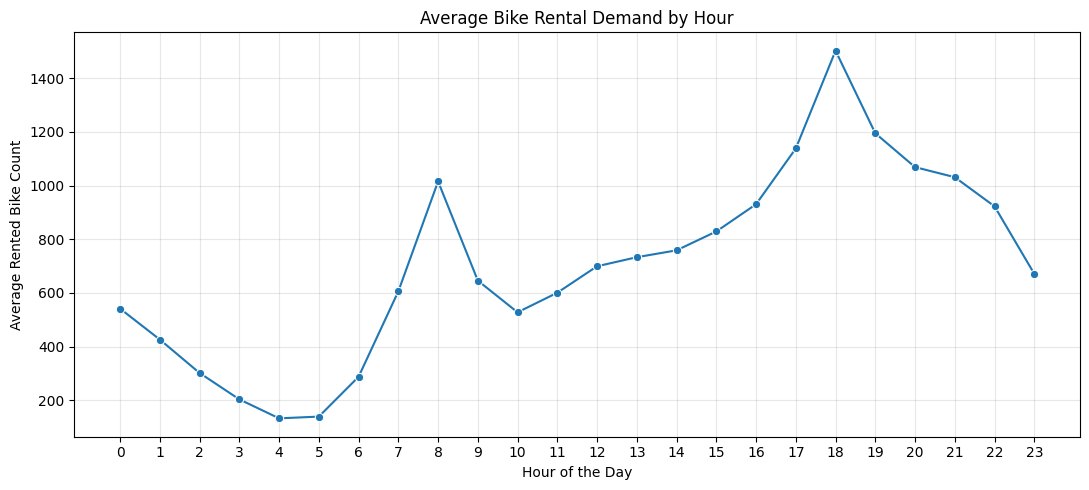 Average Bike Rental Demand by Hour
Average Rented Bike Count
1400
1200
1000
800
600
400
200
0 1 2 3 4 5 6 7 8 9 10 11 12 13 14 15 16 17 18 19 20 21 22 23
Hour of the Day